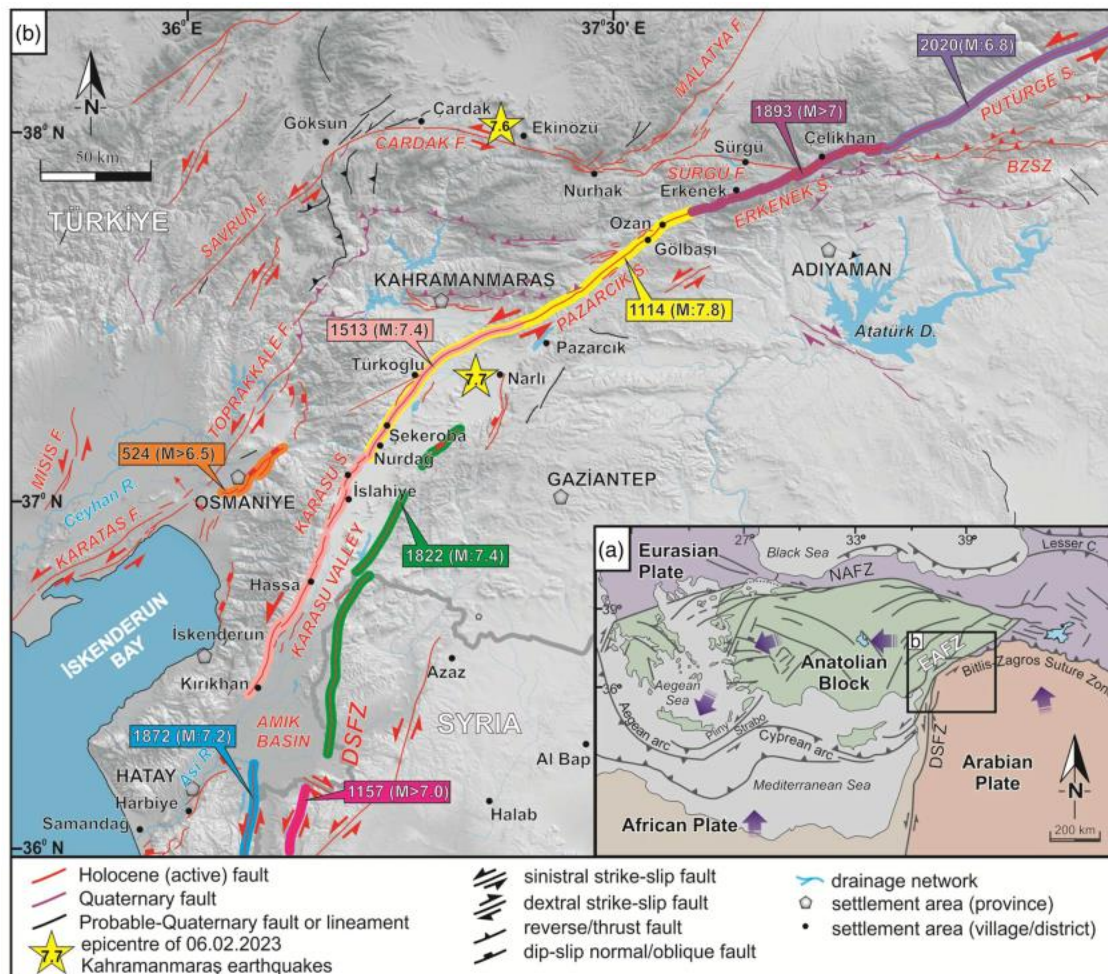 (b)
36° E
37°30 E
2020(M:6.8)
MALATYA F
PÜTÜRGE S.
N
Çardak
1893 (M>7)
38° N
Göksun
7.6
Ekinözü
Çelikhan
50 km
ÇARDAK F.
Sürgü
BZSZ
Nurhak
SÜRGÜ F
Erkenek
ERKENEK S.
TÜRKİYE
SAVRUN F
Ozan
Gölbaşı
ADIYAMAN
KAHRAMANMARAŞ
PAZARCIK S
1114 (M:7.8)
Atatürk D.
1513 (M:7.4)
Pazarcık
Türkoğlu
7.7
Narlı
TOPRAKKALE F
MİSİS F
524 (M>6.5)
Şekeroba
Nurdağ
GAZİANTEP
37° N
OSMANİYE
Ceyhan R.
KARATAŞ F.
KARASU S
İslahiye
1822 (M:7.4)
KARASU VALLEY
Hassa
İSKENDERUN
BAY
İskenderun
Kırıkhan
Azaz
AMIK
BASIN
SYRIA
DSFZ
1872 (M:7.2)
Al Bap
HATAY
Asi R.
1157 (M>7.0)
Harbiye
Halab
Samandağ
36° N
(a)
27°
33°
39°
Eurasian
Plate
Black Sea
Lesser C.
NAFZ
39°
b
EAFZ
Anatolian
Block
Bitlis-Zagros Suture Zone
36°
Aegean
Sea
Aegean arc
Pliny
Strabo
Cyprean arc
DSFZ
Mediterranean Sea
Arabian
Plate
African Plate
N
200 km
Holocene (active) fault
Quaternary fault
Probable-Quaternary fault or lineament
7.7
epicentre of 06.02.2023
Kahramanmaraş earthquakes
sinistral strike-slip fault
dextral strike-slip fault
reverse/thrust fault
dip-slip normal/oblique fault
drainage network
settlement area (province)
settlement area (village/district)